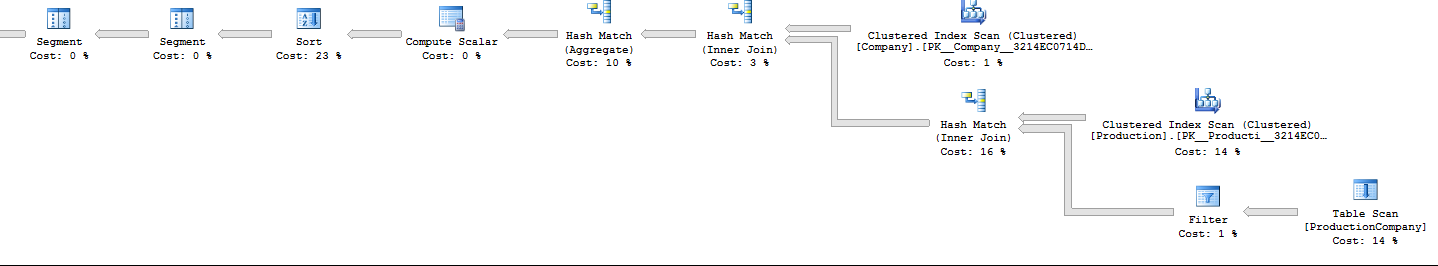 Segment
Cost: 0 %
Segment
Cost: 0 %
Sort
Cost: 23 %
Compute Scalar
Cost: 0 %
Hash Match
(Aggregate)
Cost: 10 %
Hash Match
(Inner Join)
Cost: 3 %
Clustered Index Scan (Clustered)
[Company].[PK__Company__3214EC0714D…
Cost: 1 %
Hash Match
(Inner Join)
Cost: 16 %
Clustered Index Scan (Clustered)
[Production].[PK__Producti__3214EC0…
Cost: 14 %
Filter
Cost: 1 %
Table Scan
[ProductionCompany]
Cost: 14 %